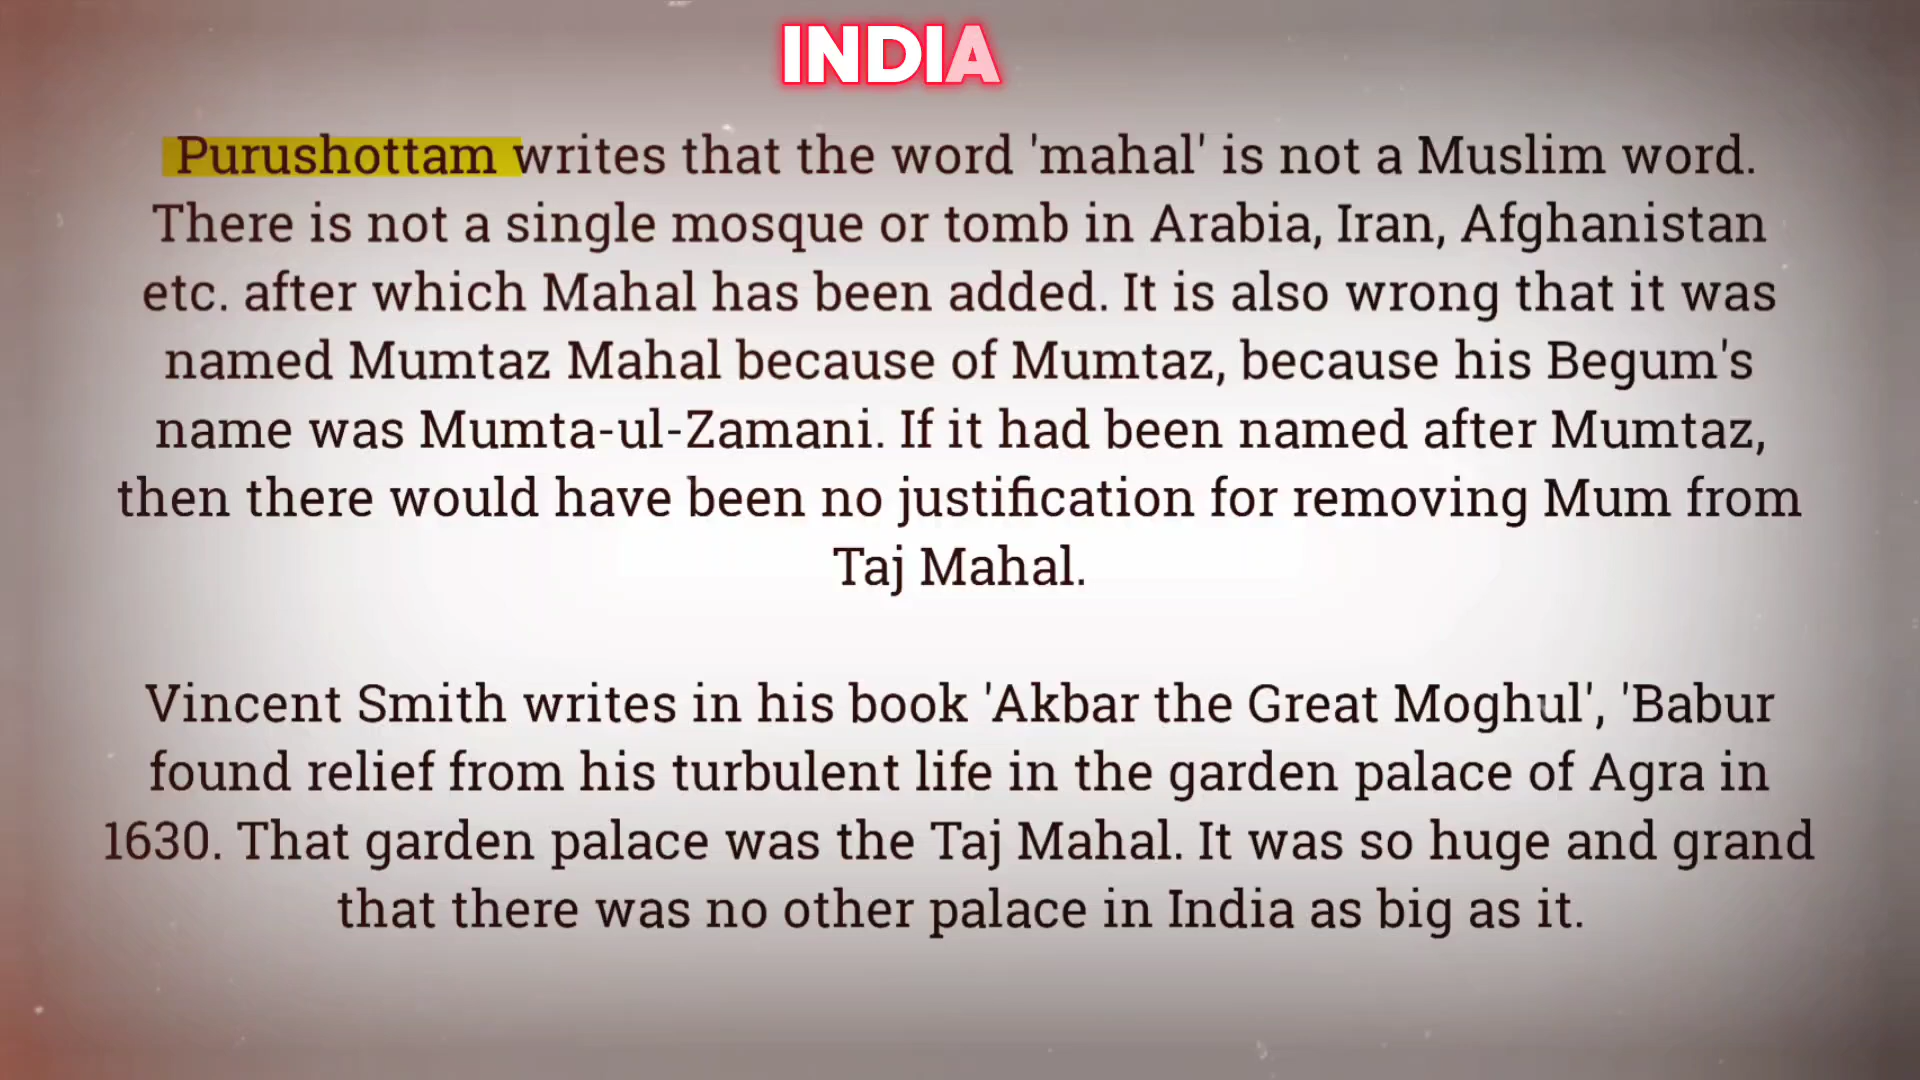 INDIA
Purushottam writes that the word 'mahal' is not a Muslim word.
There is not a single mosque or tomb in Arabia, Iran, Afghanistan
etc. after which Mahal has been added. It is also wrong that it was
named Mumtaz Mahal because of Mumtaz, because his Begum's
name was Mumta-ul-Zamani. If it had been named after Mumtaz,
then there would have been no justification for removing Mum from
Taj Mahal.
Vincent Smith writes in his book 'Akbar the Great Moghul', 'Babur
found relief from his turbulent life in the garden palace of Agra in
1630. That garden palace was the Taj Mahal. It was so huge and grand
that there was no other palace in India as big as it.